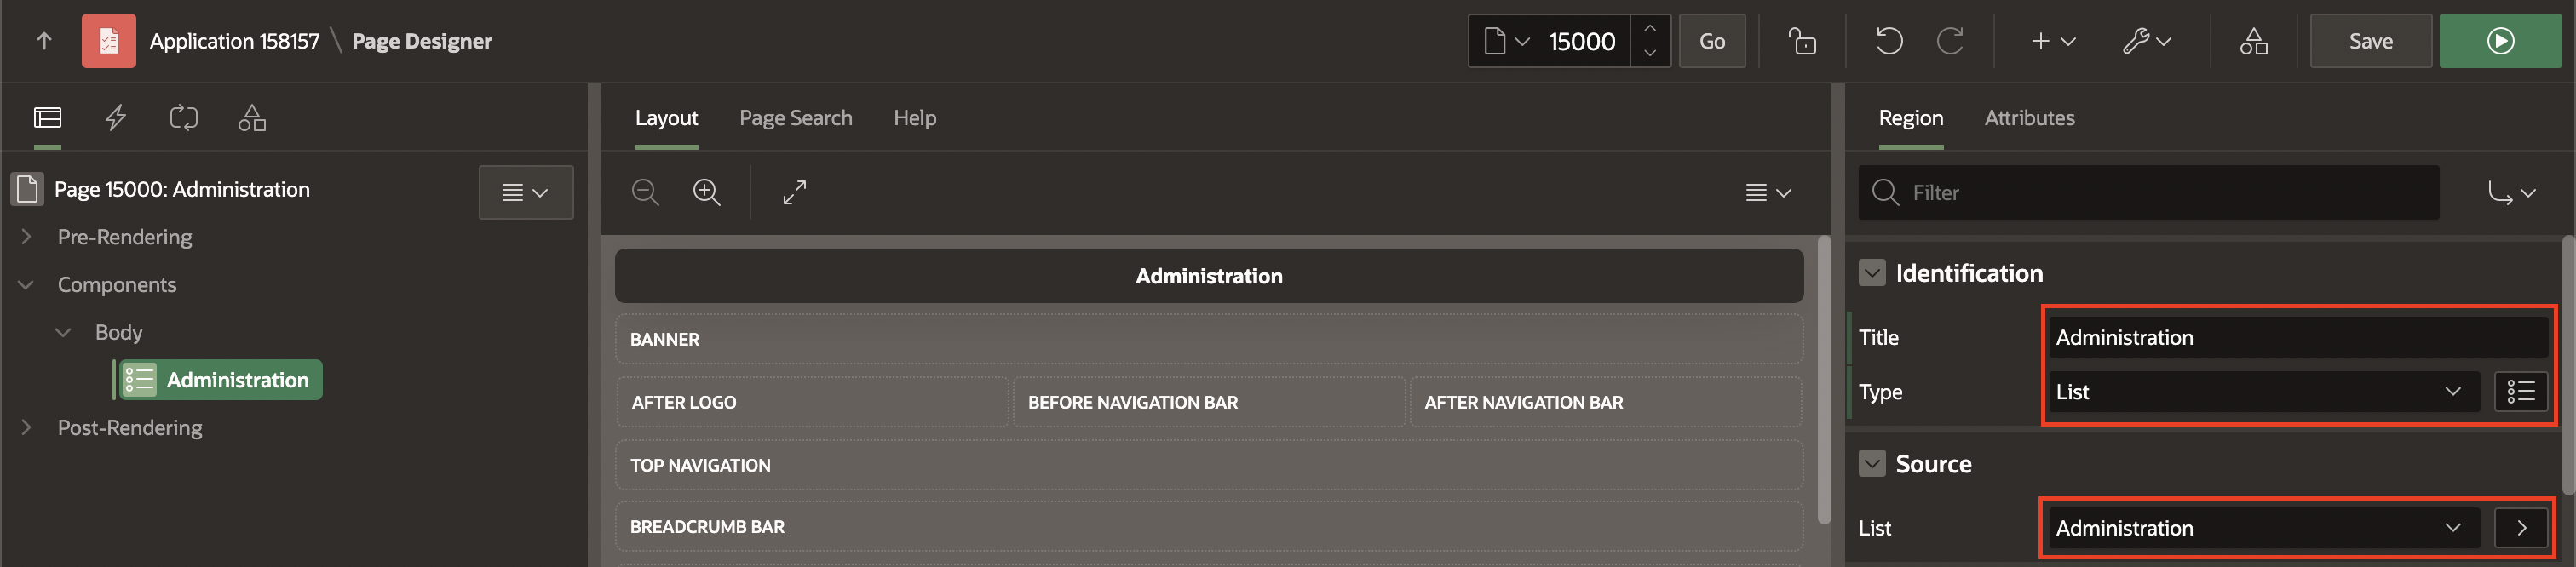 Application 158157 \ Page Designer
15000
Go
Save
Page 15000: Administration
Pre-Rendering
Components
Body
Administration
Post-Rendering
Layout
Page Search
Help
Administration
BANNER
AFTER LOGO
BEFORE NAVIGATION BAR
AFTER NAVIGATION BAR
TOP NAVIGATION
BREADCRUMB BAR
Region
Attributes
Filter
Identification
Title
Administration
Type
List
Source
List
Administration